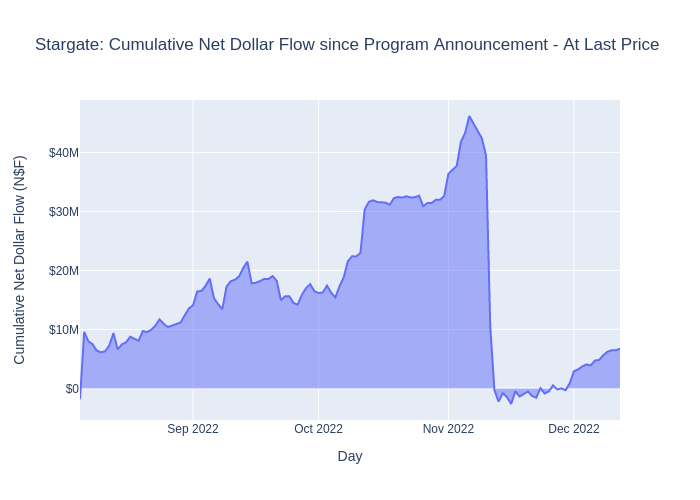 Stargate: Cumulative Net Dollar Flow since Program Announcement - At Last Price
Cumulative Net Dollar Flow (N$F)
$40M
$30M
$20M
$10M
$0
Sep 2022
Oct 2022
Nov 2022
Dec 2022
Day